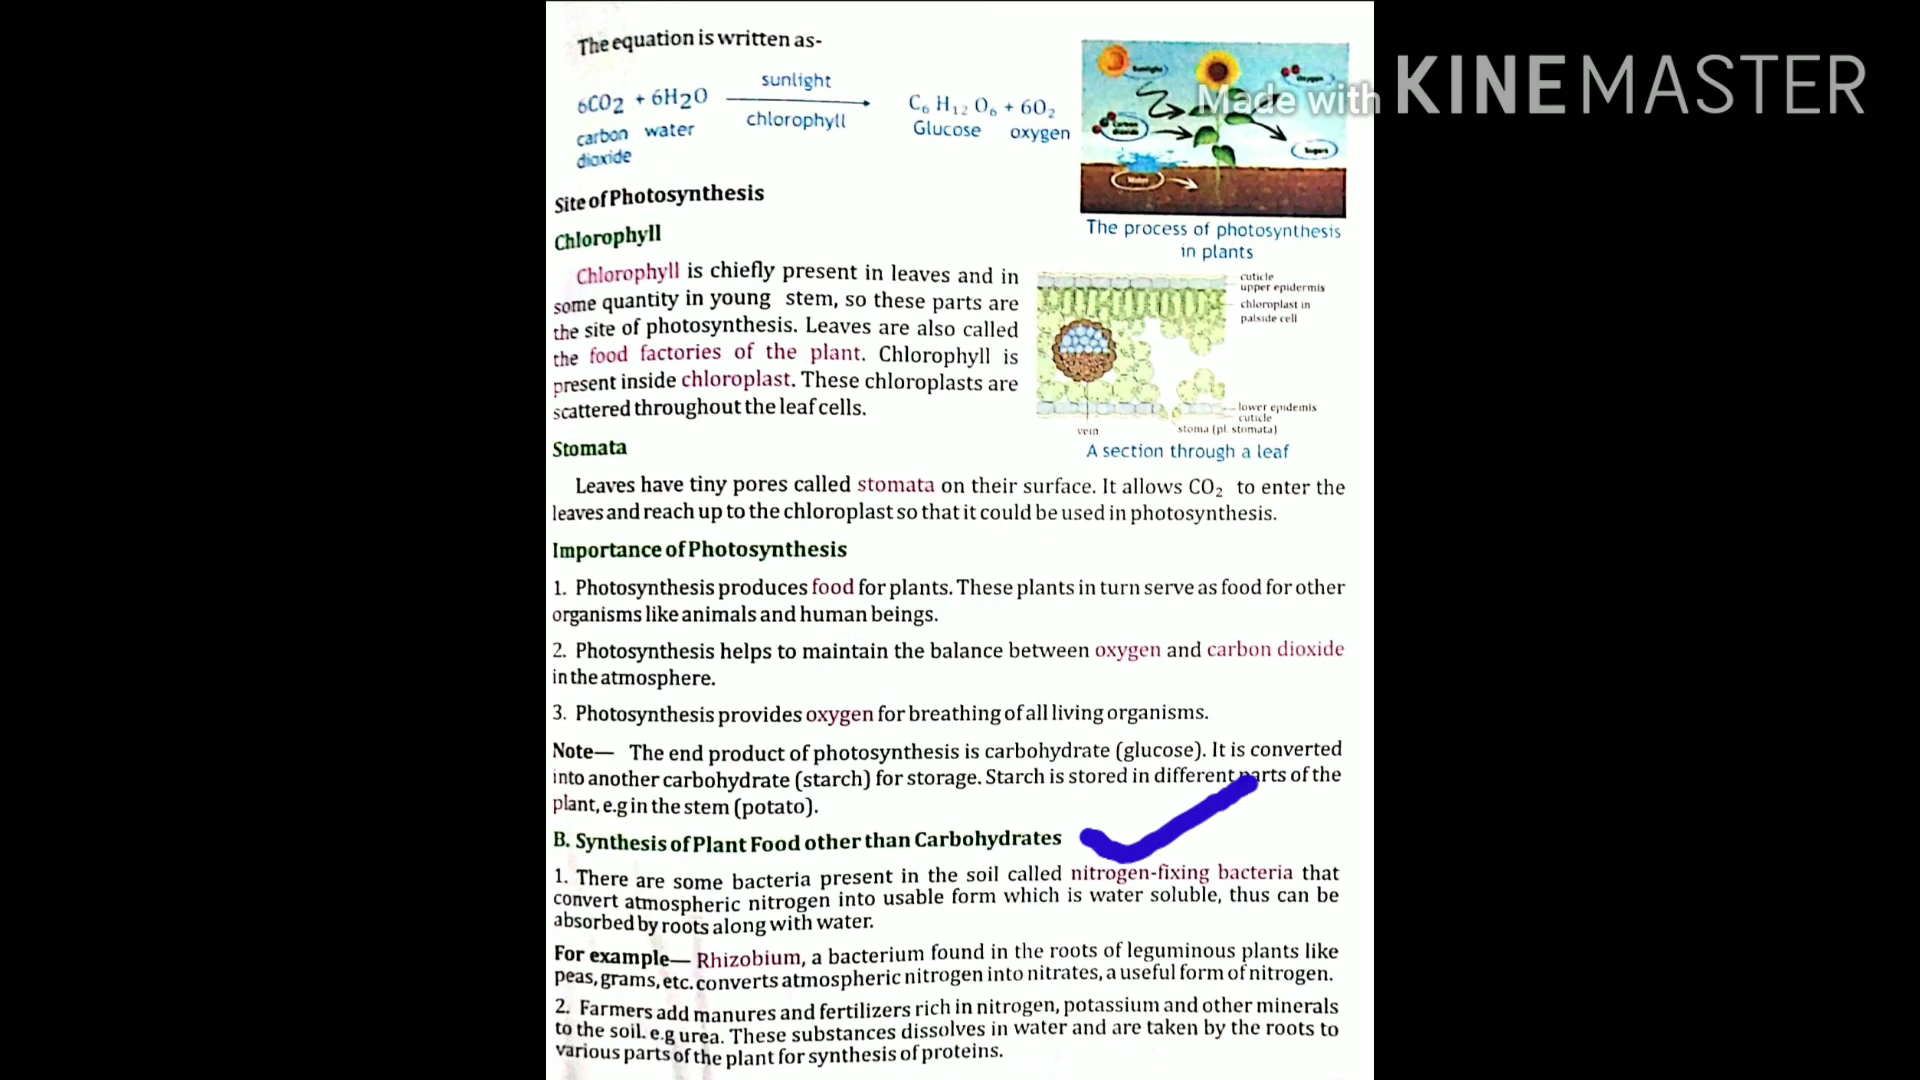 The equation is written as-
6CO2 + 6H2O sunlight chlorophyll C6 H12 O6 + 6O2
carbon dioxide water Glucose oxygen
Sunlight
Oxygen
Carbon dioxide
Sugars
Water
The process of photosynthesis
in plants
Made with KINEMASTER
Site of Photosynthesis
Chlorophyll
Chlorophyll is chiefly present in leaves and in
some quantity in young stem, so these parts are
the site of photosynthesis. Leaves are also called
the food factories of the plant. Chlorophyll is
present inside chloroplast. These chloroplasts are
scattered throughout the leaf cells.
cuticle
upper epidermis
chloroplast in
palside cell
lower epidemis
cuticle
vein
stoma (pl. stomata)
A section through a leaf
Stomata
Leaves have tiny pores called stomata on their surface. It allows CO2 to enter the
leaves and reach up to the chloroplast so that it could be used in photosynthesis.
Importance of Photosynthesis
1. Photosynthesis produces food for plants. These plants in turn serve as food for other
organisms like animals and human beings.
2. Photosynthesis helps to maintain the balance between oxygen and carbon dioxide
in the atmosphere.
3. Photosynthesis provides oxygen for breathing of all living organisms.
Note— The end product of photosynthesis is carbohydrate (glucose). It is converted
into another carbohydrate (starch) for storage. Starch is stored in different parts of the
plant, e.g in the stem (potato).
B. Synthesis of Plant Food other than Carbohydrates
1. There are some bacteria present in the soil called nitrogen-fixing bacteria that
convert atmospheric nitrogen into usable form which is water soluble, thus can be
absorbed by roots along with water.
For example— Rhizobium, a bacterium found in the roots of leguminous plants like
peas, grams, etc. converts atmospheric nitrogen into nitrates, a useful form of nitrogen.
2. Farmers add manures and fertilizers rich in nitrogen, potassium and other minerals
to the soil. e.g urea. These substances dissolves in water and are taken by the roots to
various parts of the plant for synthesis of proteins.